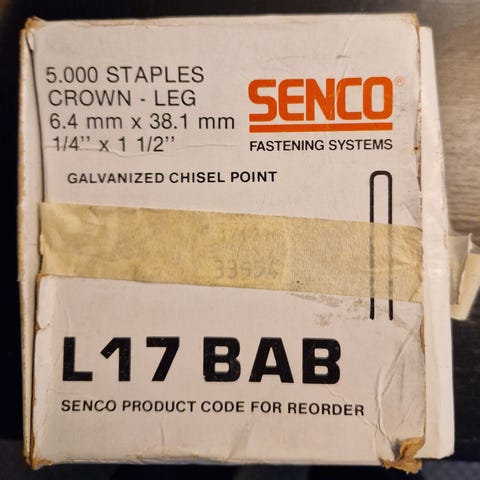 5.000 STAPLES
CROWN - LEG
6.4 mm x 38.1 mm
1/4" x 1 1/2"
SENCO®
FASTENING SYSTEMS
GALVANIZED CHISEL POINT
L17 BAB
SENCO PRODUCT CODE FOR REORDER